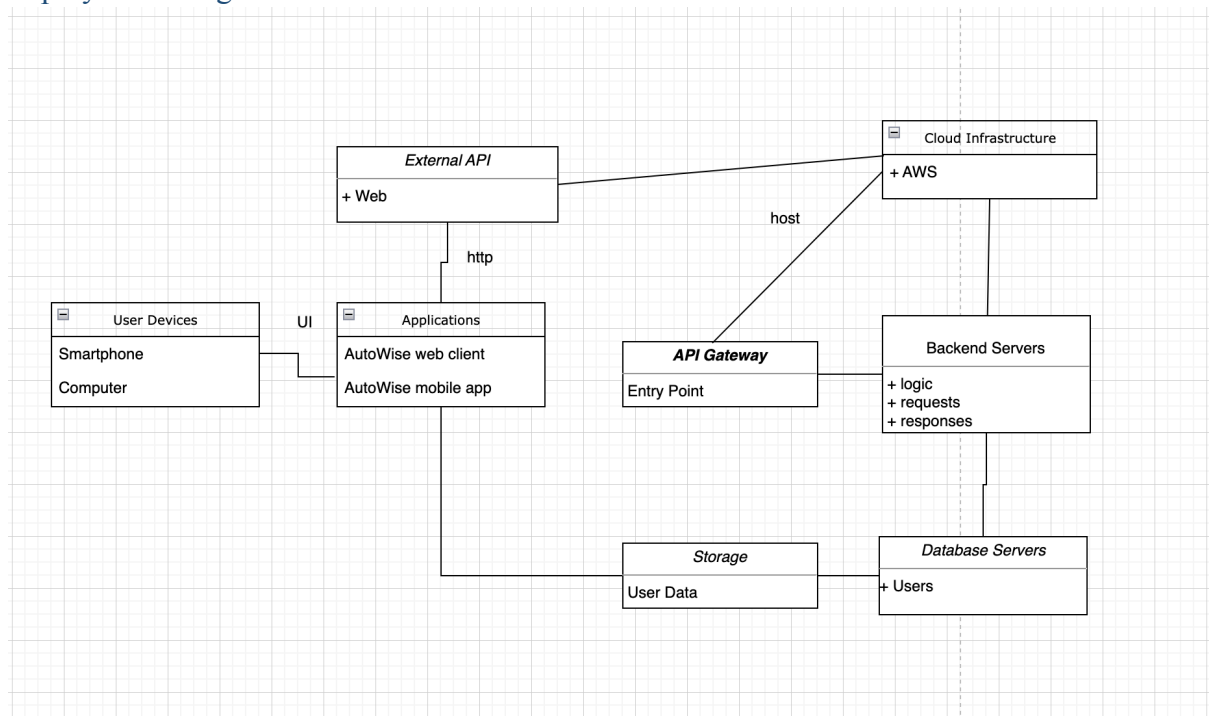 External API
+ Web
Cloud Infrastructure
+ AWS
host
http
User Devices
Smartphone
Computer
UI
Applications
AutoWise web client
AutoWise mobile app
API Gateway
Entry Point
Backend Servers
+ logic
+ requests
+ responses
Storage
User Data
Database Servers
+ Users